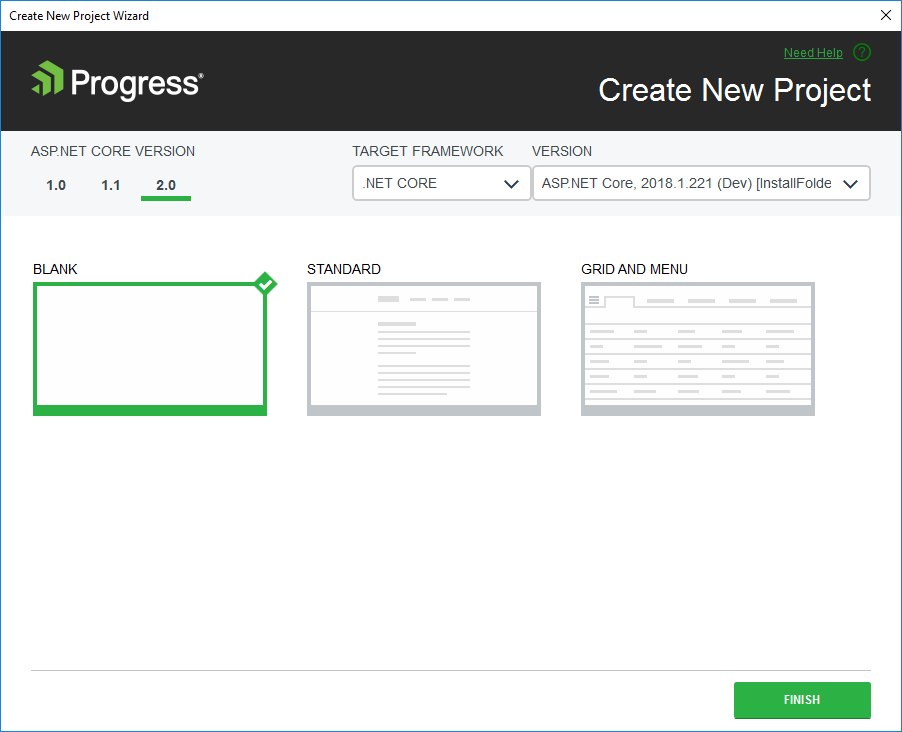 Create New Project Wizard
Need Help ?
Progress®
Create New Project
ASP.NET CORE VERSION
TARGET FRAMEWORK
VERSION
1.0 1.1 2.0
.NET CORE
ASP.NET Core, 2018.1.221 (Dev) [InstallFolde
BLANK
STANDARD
GRID AND MENU
FINISH